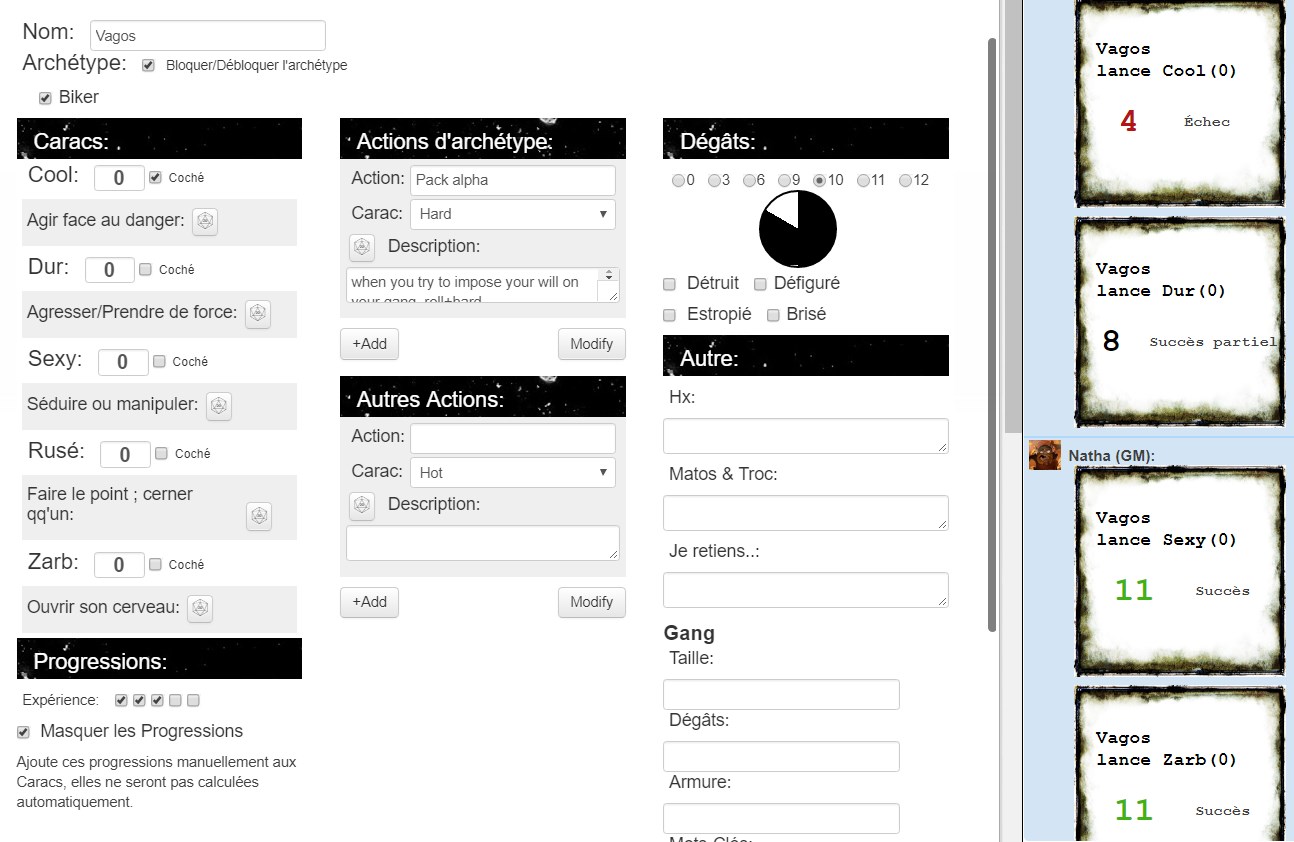 Nom: Vagos
Archétype: Bloquer/Débloquer l'archétype
Biker
Caracs:
Cool: 0 Coché
Agir face au danger:
Dur: 0 Coché
Agresser/Prendre de force:
Sexy: 0 Coché
Séduire ou manipuler:
Rusé: 0 Coché
Faire le point ; cerner
qq'un:
Zarb: 0 Coché
Ouvrir son cerveau:
Progressions:
Expérience:
Masquer les Progressions
Ajoute ces progressions manuellement aux
Caracs, elles ne seront pas calculées
automatiquement.
Actions d'archétype:
Action: Pack alpha
Carac: Hard
Description:
when you try to impose your will on
your gang, roll+hard
+Add Modify
Autres Actions:
Action:
Carac: Hot
Description:
+Add Modify
Dégâts:
0 3 6 9 10 11 12
Détruit Défiguré
Estropié Brisé
Autre:
Hx:
Matos & Troc:
Je retiens..:
Gang
Taille:
Dégâts:
Armure:
Mots-Clés:
Vagos
lance Cool(0)
4 Échec
Vagos
lance Dur(0)
8 Succès partiel
Natha (GM):
Vagos
lance Sexy(0)
11 Succès
Vagos
lance Zarb(0)
11 Succès